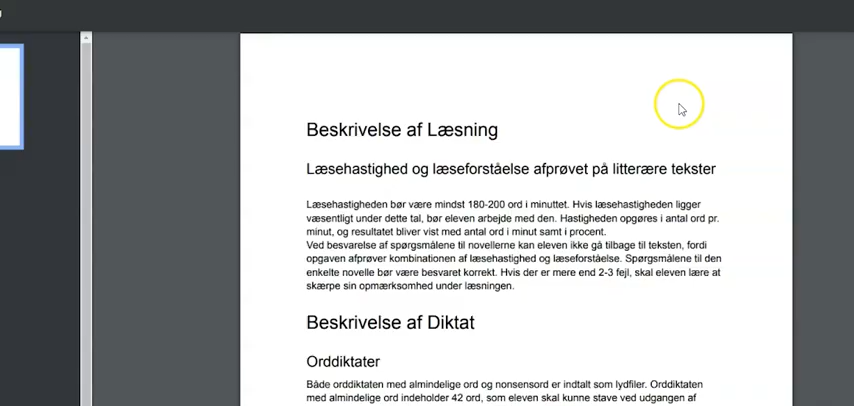 Beskrivelse af Læsning
Læsehastighed og læseforståelse afprøvet på litterære tekster
Læsehastigheden bør være mindst 180-200 ord i minuttet. Hvis læsehastigheden ligger
væsentligt under dette tal, bør eleven arbejde med den. Hastigheden opgøres i antal ord pr.
minut, og resultatet bliver vist med antal ord i minut samt i procent.
Ved besvarelse af spørgsmålene til novellerne kan eleven ikke gå tilbage til teksten, fordi
opgaven afprøver kombinationen af læsehastighed og læseforståelse. Spørgsmålene til den
enkelte novelle bør være besvaret korrekt. Hvis der er mere end 2-3 fejl, skal eleven lære at
skærpe sin opmærksomhed under læsningen.
Beskrivelse af Diktat
Orddiktater
Både orddiktaten med almindelige ord og nonsensord er indtalt som lydfiler. Orddiktaten
med almindelige ord indeholder 42 ord, som eleven skal kunne stave ved udgangen af